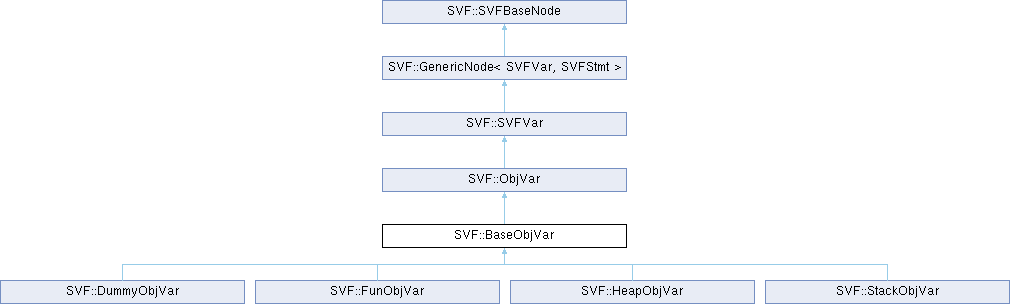 SVF::SVFBaseNode
SVF::GenericNode< SVFVar, SVFStmt >
SVF::SVFVar
SVF::ObjVar
SVF::BaseObjVar
SVF::DummyObjVar
SVF::FunObjVar
SVF::HeapObjVar
SVF::StackObjVar